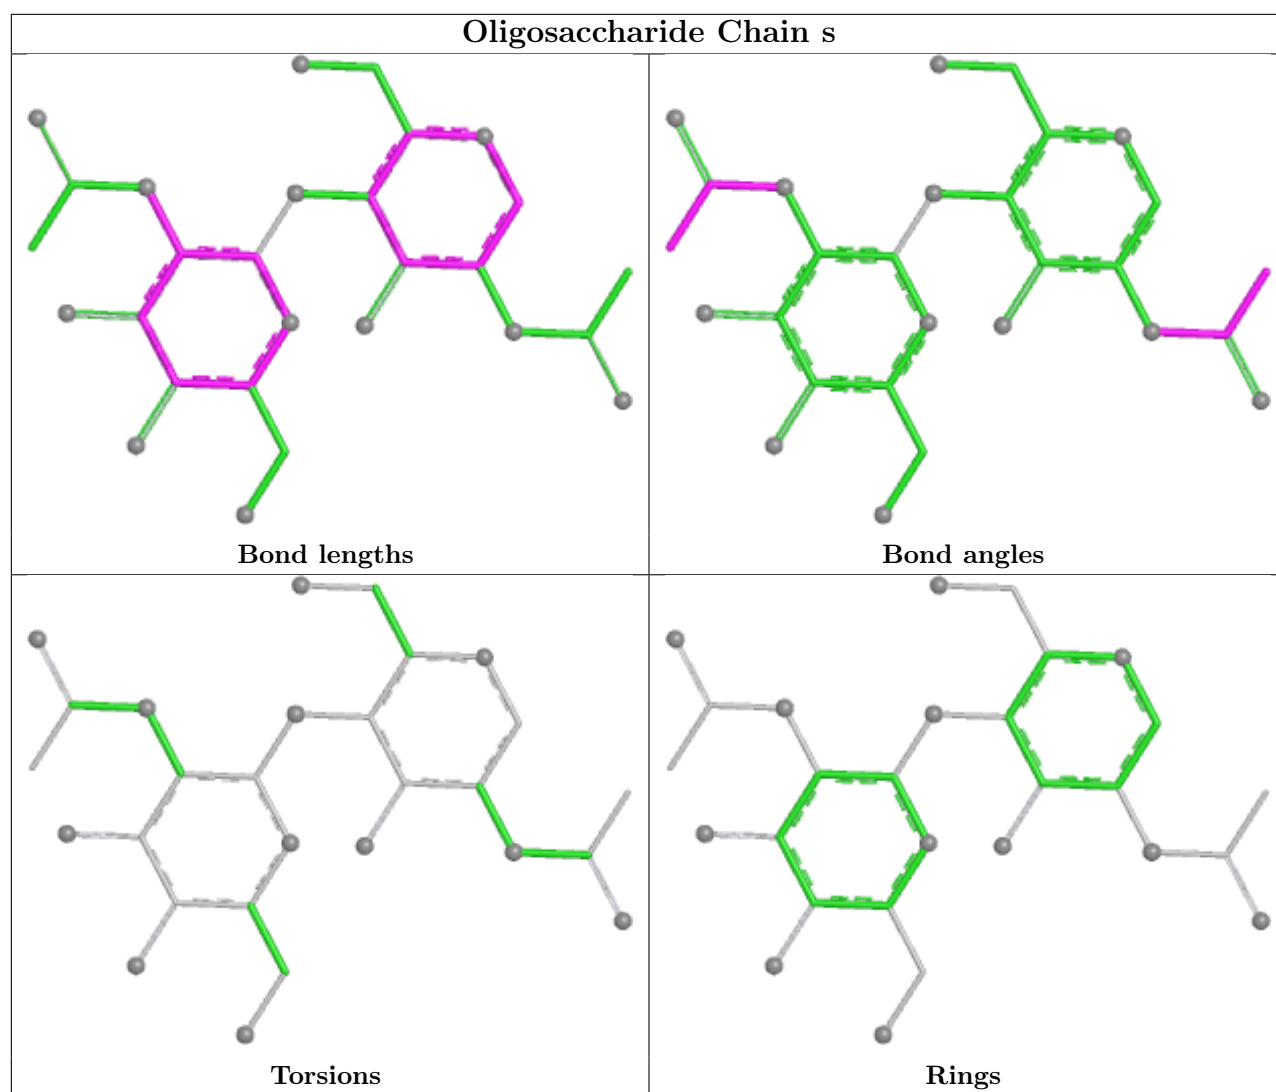 Oligosaccharide Chain s
Bond lengths
Bond angles
Torsions
Rings